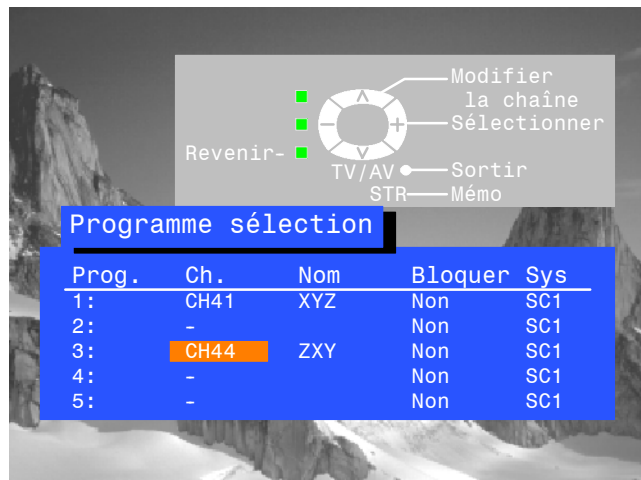 Modifier
la chaîne
Sélectionner
Revenir-
TV/AV Sortir
STR Mémo
Programme sélection
Prog. Ch. Nom Bloquer Sys
1: CH41 XYZ Non SC1
2: - Non SC1
3: CH44 ZXY Non SC1
4: - Non SC1
5: - Non SC1